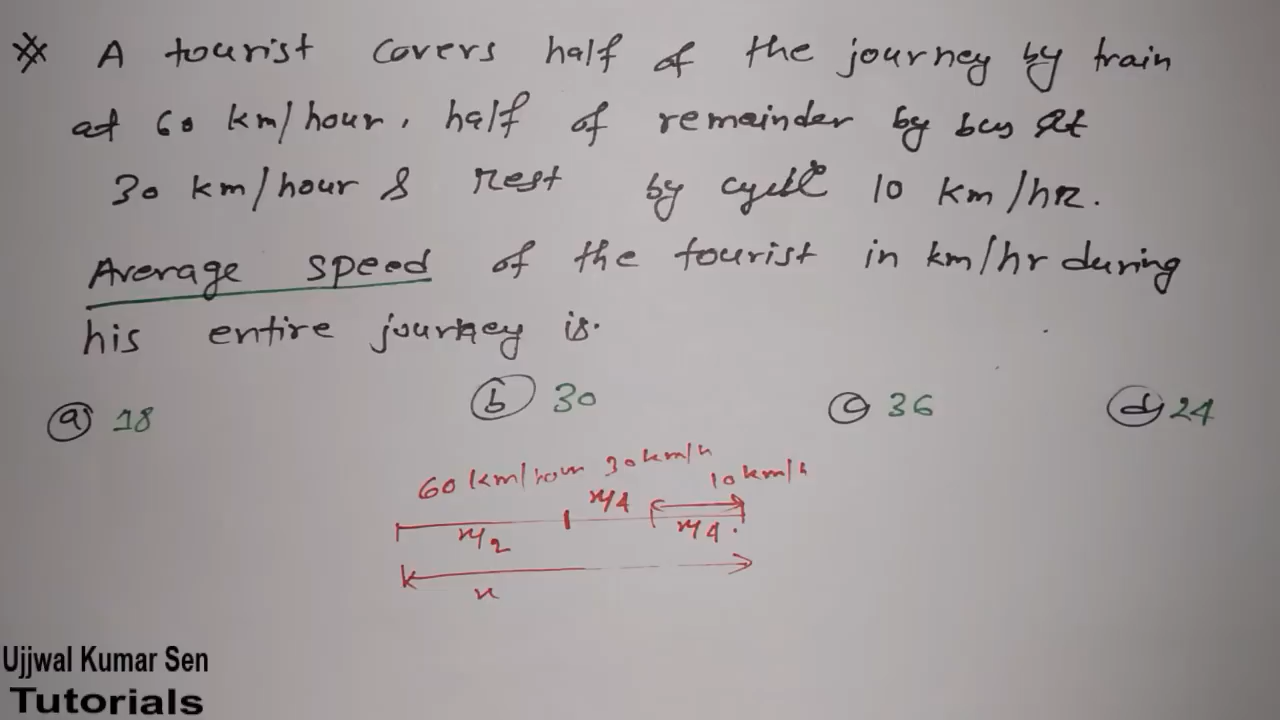 A tourist covers half of the journey by train
at 60 km/hour, half of remainder by bus at
30 km/hour & rest by cycle 10 km/hr.
Average speed of the tourist in km/hr during
his entire journey is.
(a) 18 (b) 30 (c) 36 (d) 24
60 km/hour 30 km/h 10 km/h
x/2 x/4 x/4
x
Ujjwal Kumar Sen
Tutorials